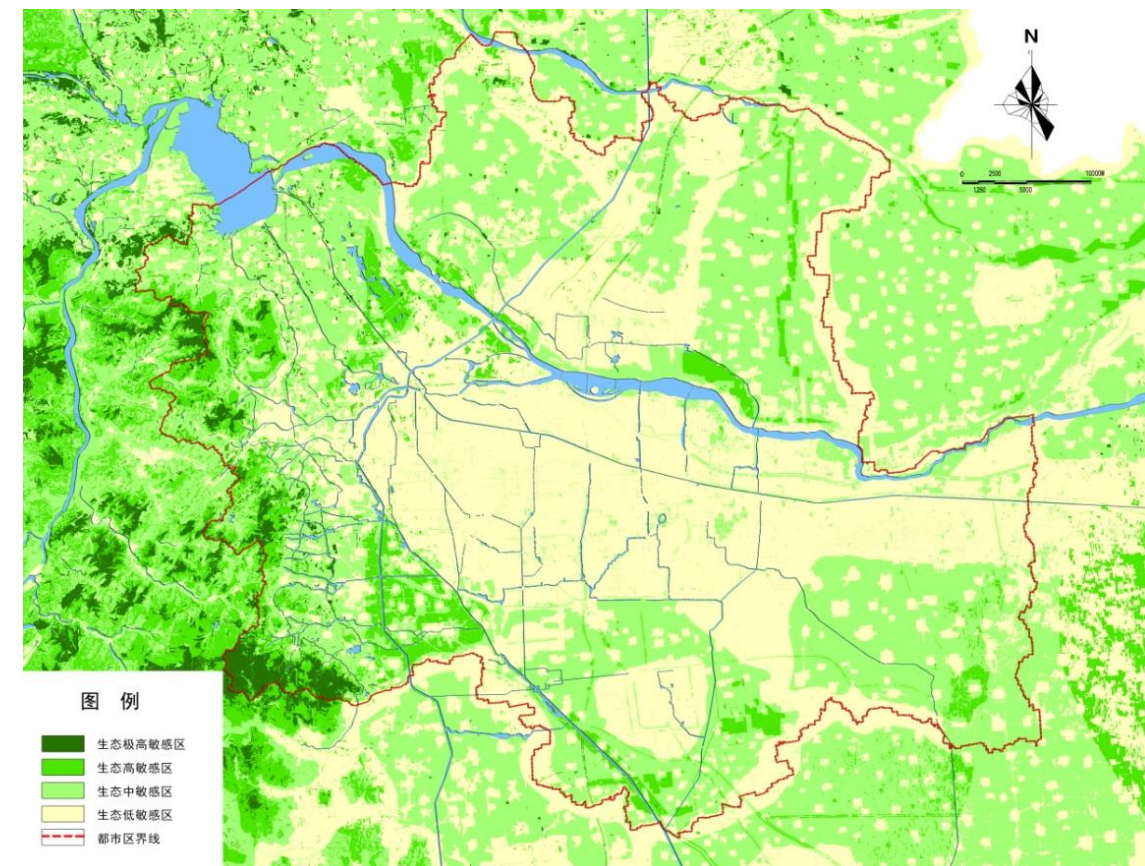 N
0 2500 10000M
1250 5000
图 例
生态极高敏感区
生态高敏感区
生态中敏感区
生态低敏感区
都市区界线